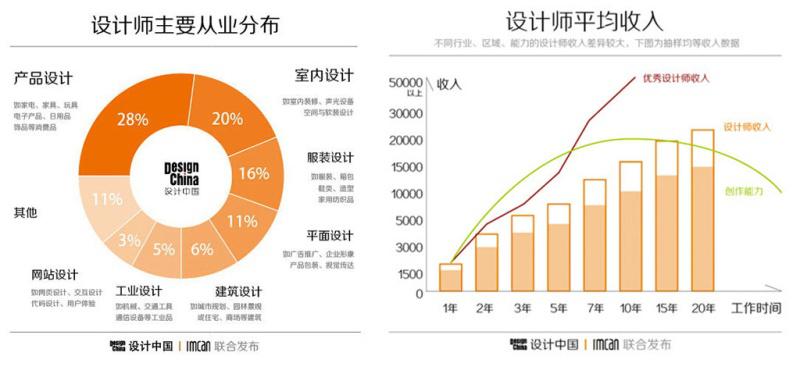 设计师主要从业分布
产品设计
如家电、家具、玩具
电子产品、日用品
饰品等消费品
28%
室内设计
如室内装修、声光设备
空间与软装设计
20%
服装设计
如服装、箱包
鞋类、造型
家用纺织品
16%
平面设计
如广告推广、企业形象
产品包装、视觉传达
11%
建筑设计
如城市规划、园林景观
或住宅、商场等建筑
6%
工业设计
如机械、交通工具
通信设备等工业品
5%
网站设计
如网页设计、交互设计
代码设计、用户体验
3%
其他
11%
Design
China
设计中国
Design
China 设计中国 | IMCAN 联合发布
设计师平均收入
不同行业、区域、能力的设计师收入差异较大，下图为抽样均等收入数据
收入
50000
以上
30000
20000
15000
10000
5000
3000
1500
0
优秀设计师收入
设计师收入
创作能力
1年 2年 3年 5年 7年 10年 15年 20年 工作时间
Design
China 设计中国 | IMCAN 联合发布